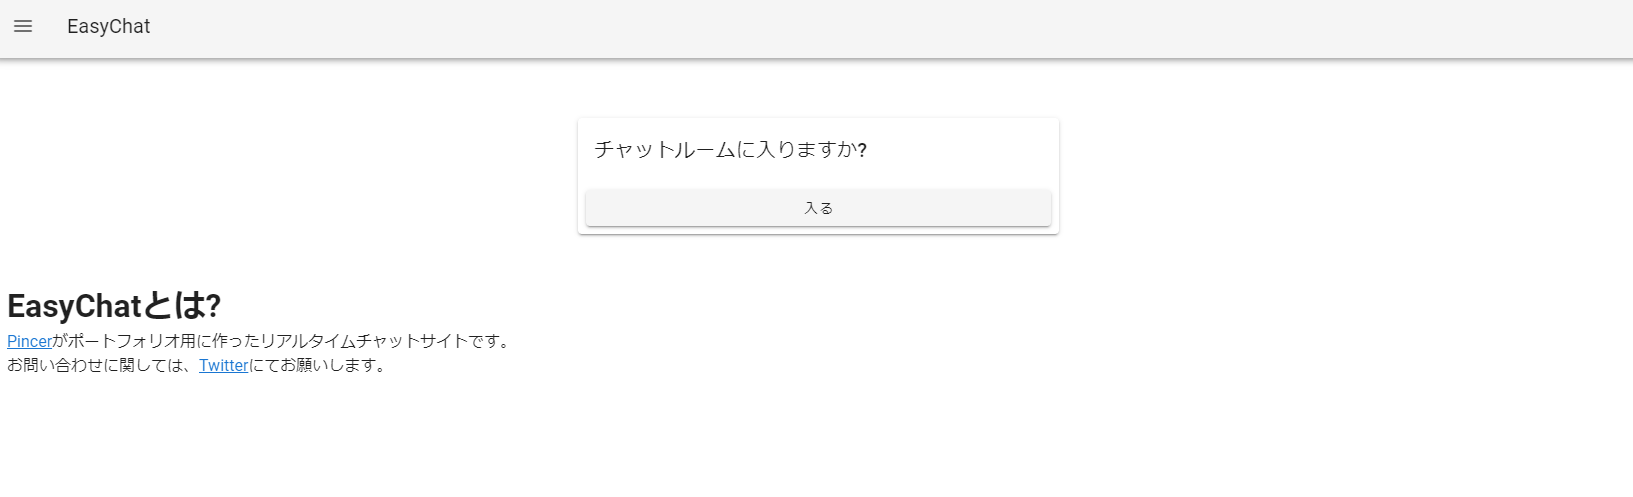 EasyChat
チャットルームに入りますか?
入る
EasyChatとは?
Pincerがポートフォリオ用に作ったリアルタイムチャットサイトです。
お問い合わせに関しては、Twitterにてお願いします。